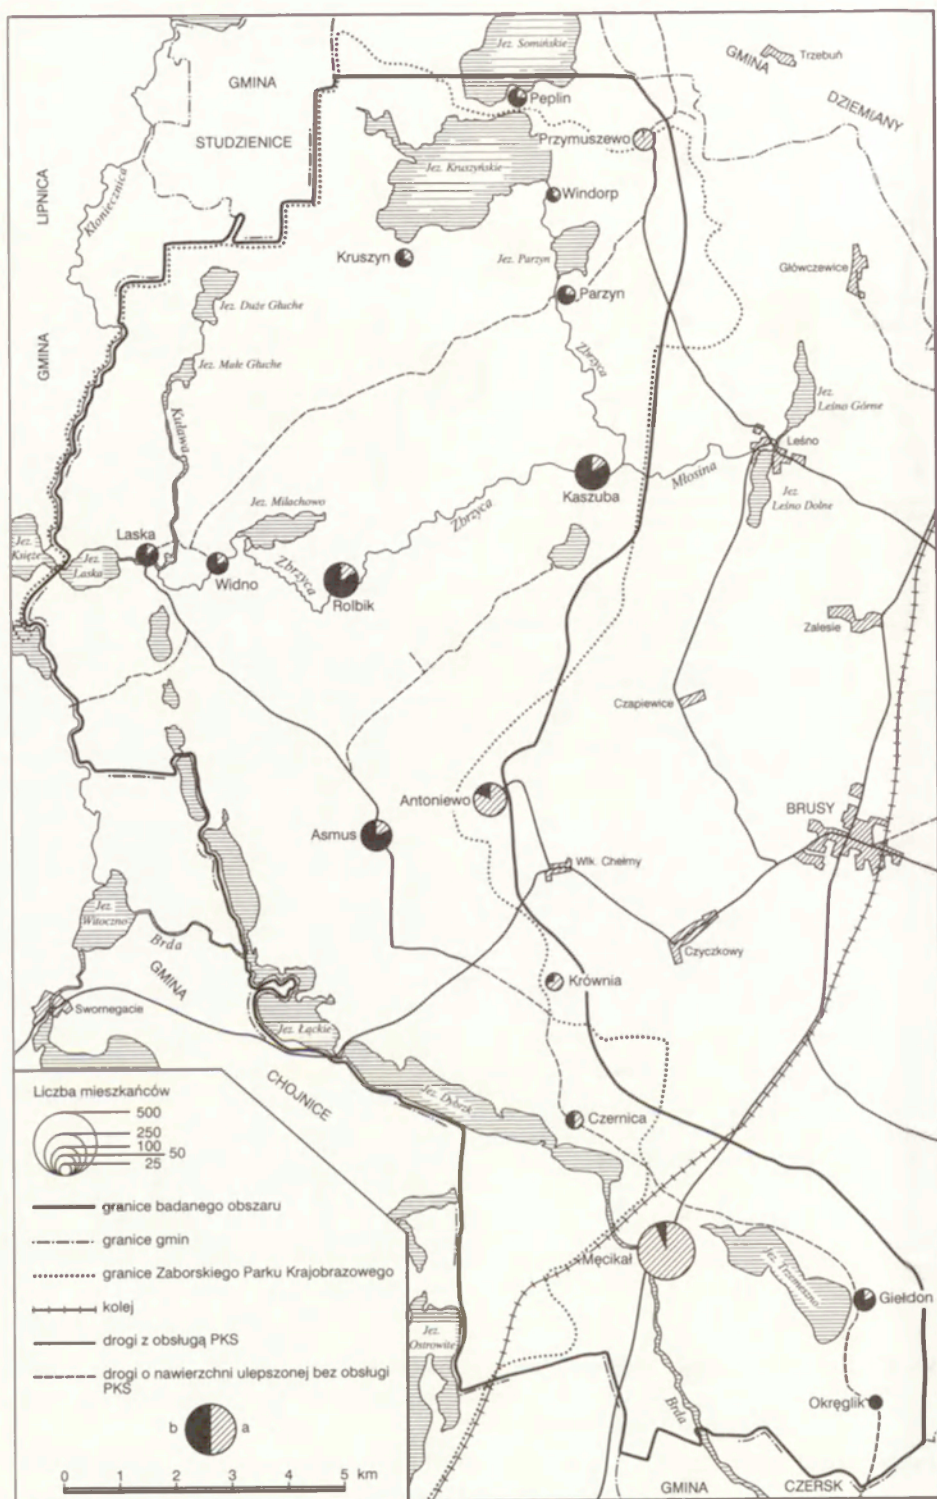 Jez. Somińskie
GMINA
Trzebuń
GMINA
Peplin
DZIEMIANY
STUDZIENICE
Przymuszewo
Jez. Kruszyńskie
LIPNICA
Kłoniecznica
Windorp
Kruszyn
Jez. Parzyn
Główczewice
Jez. Duże Głuche
Parzyn
GMINA
Jez. Małe Głuche
Zbrzyca
Jez.
Leśno Górne
Kulawa
Leśno
Młosina
Kaszuba
Jez.
Leśno Dolne
Jez. Milachowo
Zbrzyca
Jez.
Księże
Laska
Jez.
Laska
Widno
Zbrzyca
Rolbik
Zalesie
Czapiewice
Antoniewo
BRUSY
Asmus
Wlk. Chełmy
Jez.
Witoczno
Brda
Czyczkowy
GMINA
Krównia
Swornegacie
Jez. Łąckie
CHOJNICE
Jez. Dybrzk
Czernica
Męcikał
Jez. Trzemeszno
Giełdon
Jez.
Ostrowite
Okręglik
Brda
GMINA
CZERSK
Liczba mieszkańców
500
250
100
50
25
granice badanego obszaru
granice gmin
granice Zaborskiego Parku Krajobrazowego
kolej
drogi z obsługą PKS
drogi o nawierzchni ulepszonej bez obsługi
PKS
b a
0 1 2 3 4 5 km